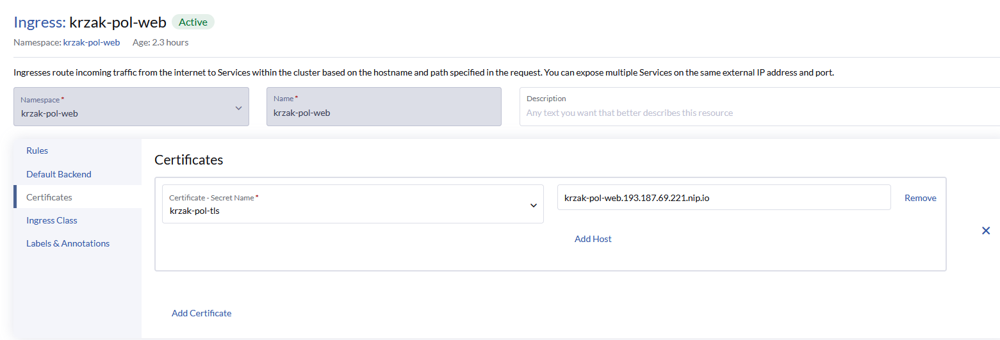 Ingress: krzak-pol-web Active
Namespace: krzak-pol-web Age: 2.3 hours
Ingresses route incoming traffic from the internet to Services within the cluster based on the hostname and path specified in the request. You can expose multiple Services on the same external IP address and port.
Namespace *
krzak-pol-web
Name *
krzak-pol-web
Description
Any text you want that better describes this resource
Rules
Default Backend
Certificates
Ingress Class
Labels & Annotations
Certificates
Certificate - Secret Name *
krzak-pol-tls
krzak-pol-web.193.187.69.221.nip.io
Remove
Add Host
Add Certificate